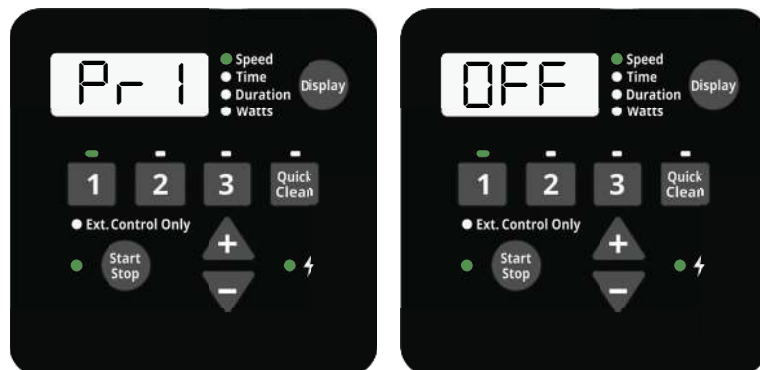 Pr 1
Speed
Time
Duration
Watts
Display
1
2
3
Quick
Clean
Ext. Control Only
Start
Stop
+
−
OFF
Speed
Time
Duration
Watts
Display
1
2
3
Quick
Clean
Ext. Control Only
Start
Stop
+
−